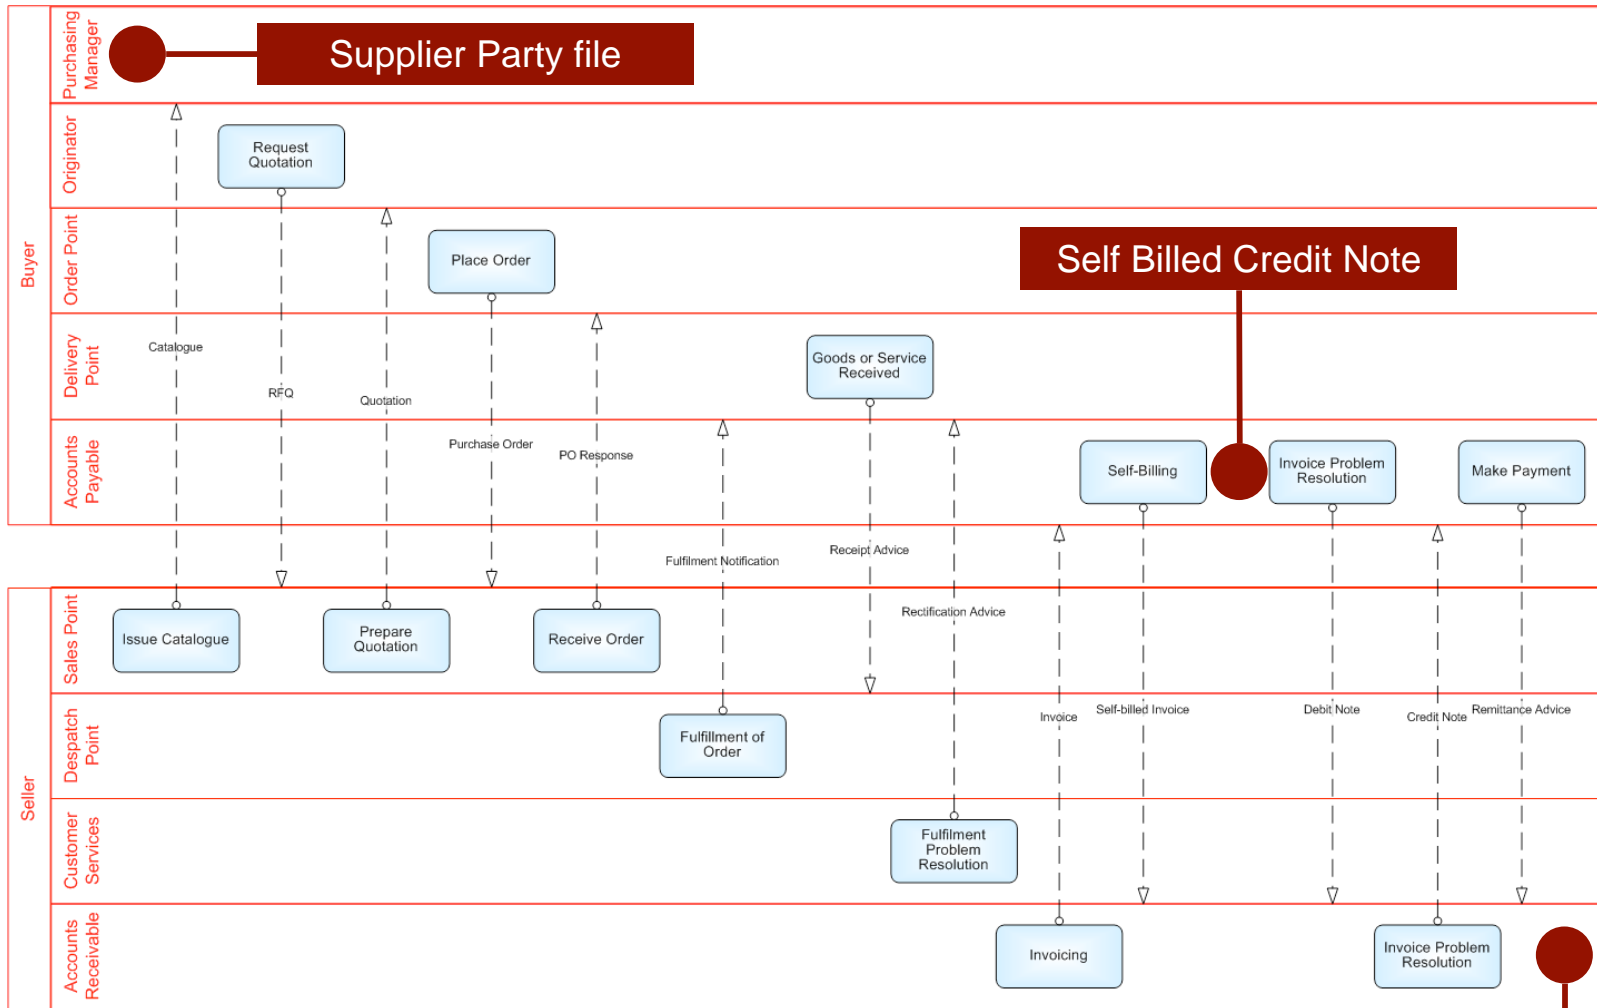 Buyer
Purchasing
Manager
Supplier Party file
Originator
Request
Quotation
Order Point
Place Order
Self Billed Credit Note
Delivery
Point
Catalogue
RFQ
Quotation
Goods or Service
Received
Accounts
Payable
Purchase Order
PO Response
Self-Billing
Invoice Problem
Resolution
Make Payment
Fulfilment Notification
Receipt Advice
Rectification Advice
Seller
Sales Point
Issue Catalogue
Prepare
Quotation
Receive Order
Despatch
Point
Fulfillment of
Order
Invoice
Self-billed Invoice
Debit Note
Credit Note
Remittance Advice
Customer
Services
Fulfilment
Problem
Resolution
Accounts
Receivable
Invoicing
Invoice Problem
Resolution